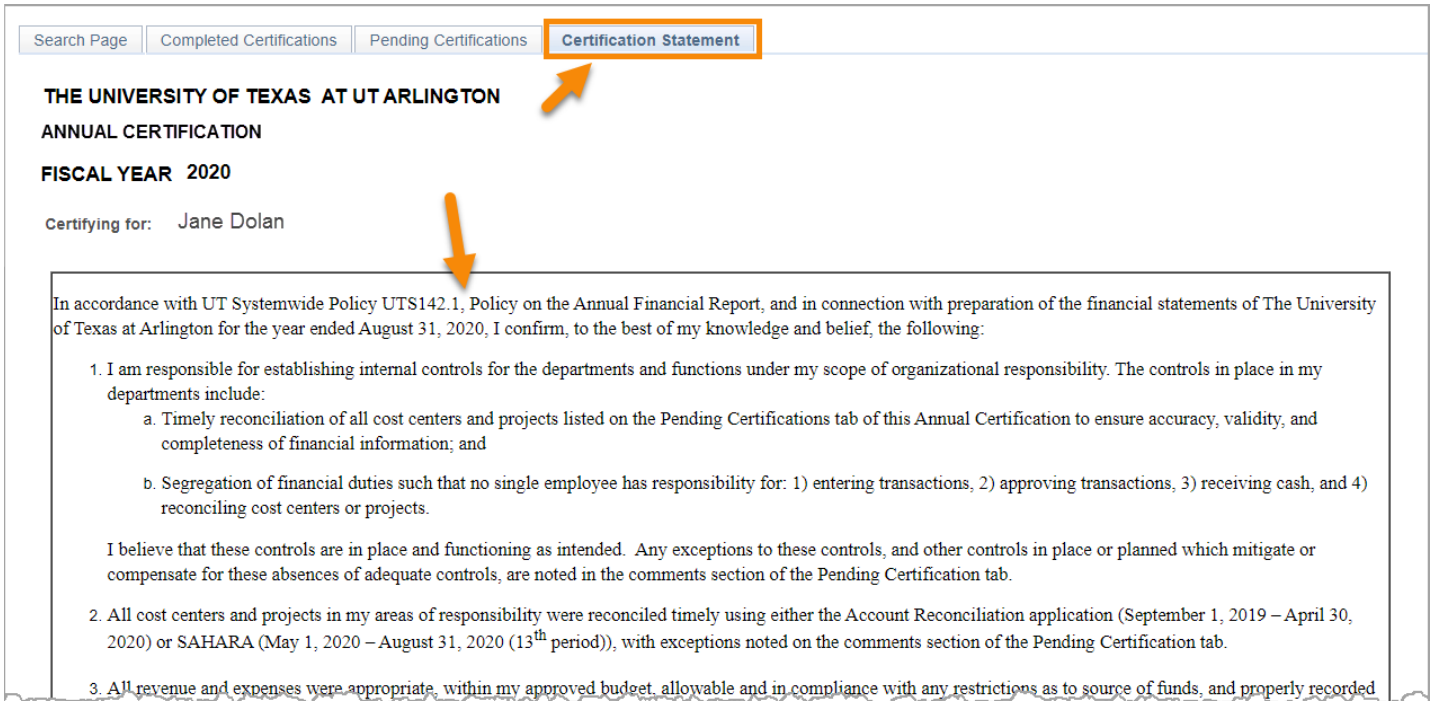 Search Page Completed Certifications Pending Certifications Certification Statement
THE UNIVERSITY OF TEXAS AT UT ARLINGTON
ANNUAL CERTIFICATION
FISCAL YEAR 2020
Certifying for: Jane Dolan
In accordance with UT Systemwide Policy UTS142.1, Policy on the Annual Financial Report, and in connection with preparation of the financial statements of The University
of Texas at Arlington for the year ended August 31, 2020, I confirm, to the best of my knowledge and belief, the following:
1. I am responsible for establishing internal controls for the departments and functions under my scope of organizational responsibility. The controls in place in my
departments include:
a. Timely reconciliation of all cost centers and projects listed on the Pending Certifications tab of this Annual Certification to ensure accuracy, validity, and
completeness of financial information; and
b. Segregation of financial duties such that no single employee has responsibility for: 1) entering transactions, 2) approving transactions, 3) receiving cash, and 4)
reconciling cost centers or projects.
I believe that these controls are in place and functioning as intended. Any exceptions to these controls, and other controls in place or planned which mitigate or
compensate for these absences of adequate controls, are noted in the comments section of the Pending Certification tab.
2. All cost centers and projects in my areas of responsibility were reconciled timely using either the Account Reconciliation application (September 1, 2019 – April 30,
2020) or SAHARA (May 1, 2020 – August 31, 2020 (13th period)), with exceptions noted on the comments section of the Pending Certification tab.
3. All revenue and expenses were appropriate, within my approved budget, allowable and in compliance with any restrictions as to source of funds, and properly recorded